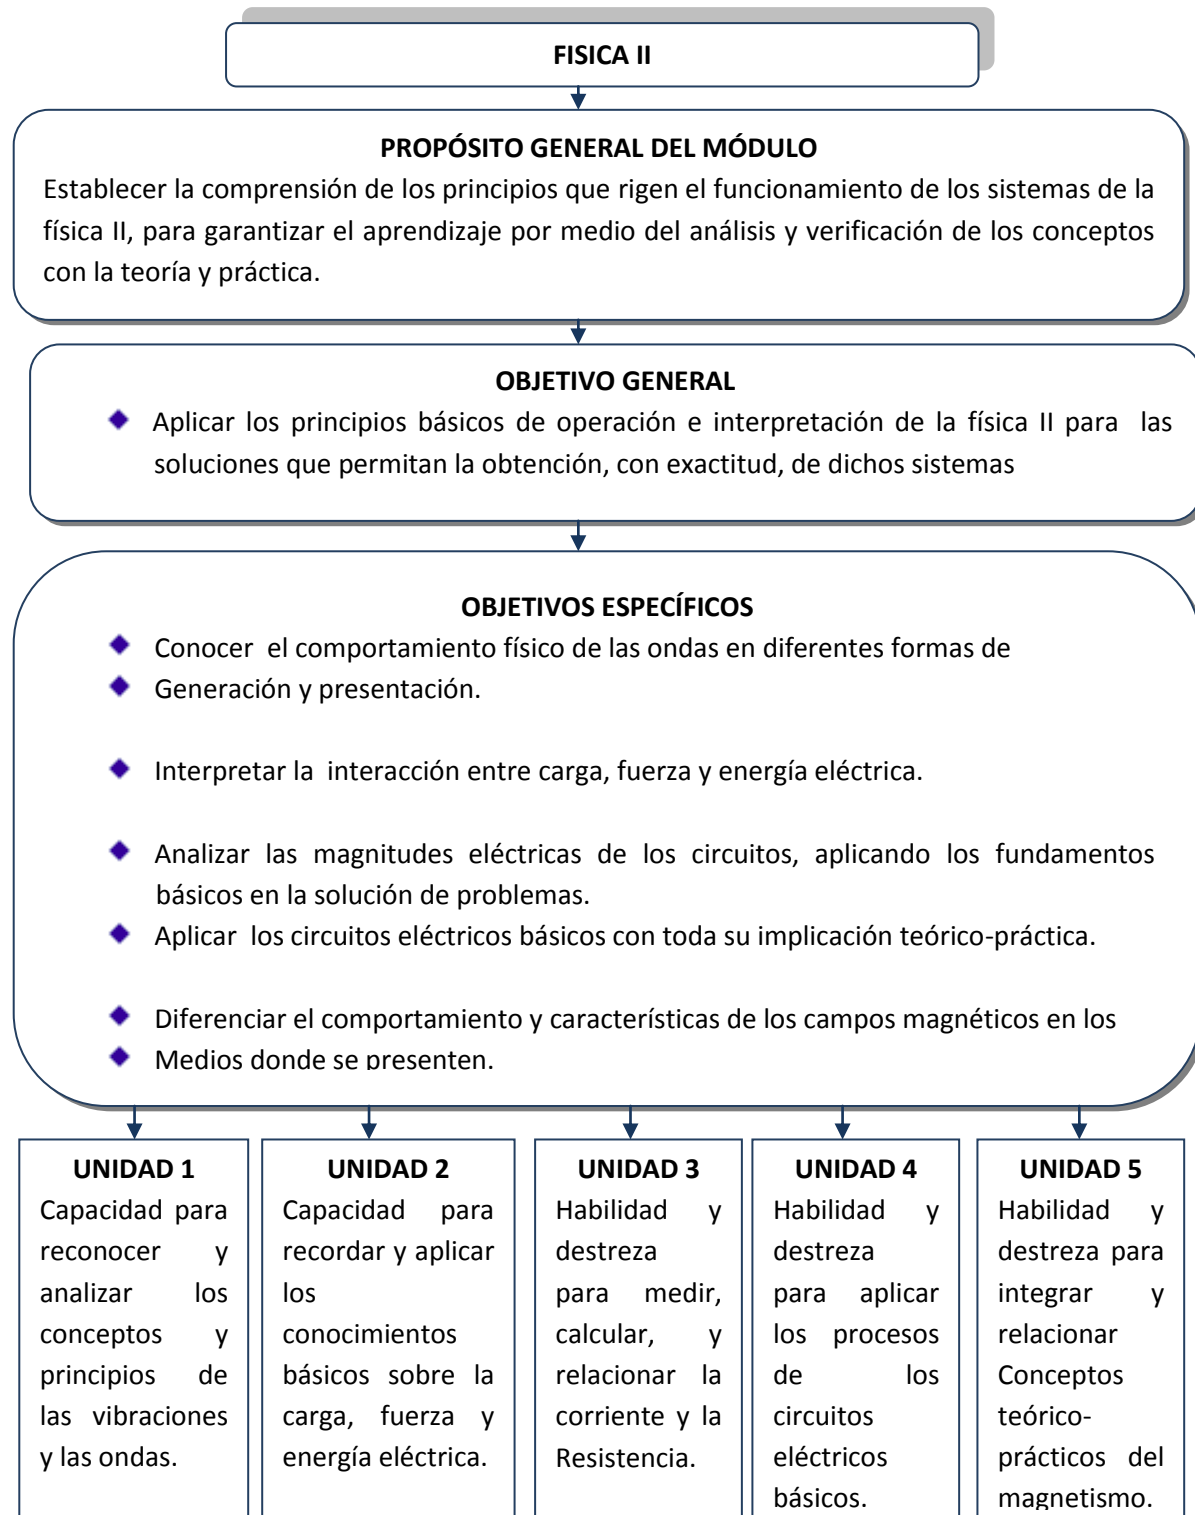 FISICA II
PROPÓSITO GENERAL DEL MÓDULO
Establecer la comprensión de los principios que rigen el funcionamiento de los sistemas de la
física II, para garantizar el aprendizaje por medio del análisis y verificación de los conceptos
con la teoría y práctica.
OBJETIVO GENERAL
Aplicar los principios básicos de operación e interpretación de la física II para las
soluciones que permitan la obtención, con exactitud, de dichos sistemas
OBJETIVOS ESPECÍFICOS
Conocer el comportamiento físico de las ondas en diferentes formas de
Generación y presentación.
Interpretar la interacción entre carga, fuerza y energía eléctrica.
Analizar las magnitudes eléctricas de los circuitos, aplicando los fundamentos
básicos en la solución de problemas.
Aplicar los circuitos eléctricos básicos con toda su implicación teórico-práctica.
Diferenciar el comportamiento y características de los campos magnéticos en los
Medios donde se presenten.
UNIDAD 1
Capacidad para
reconocer y
analizar los
conceptos y
principios de
las vibraciones
y las ondas.
UNIDAD 2
Capacidad para
recordar y aplicar
los
conocimientos
básicos sobre la
carga, fuerza y
energía eléctrica.
UNIDAD 3
Habilidad y
destreza
para medir,
calcular, y
relacionar la
corriente y la
Resistencia.
UNIDAD 4
Habilidad y
destreza
para aplicar
los procesos
de los
circuitos
eléctricos
básicos.
UNIDAD 5
Habilidad y
destreza para
integrar y
relacionar
Conceptos
teórico-
prácticos del
magnetismo.